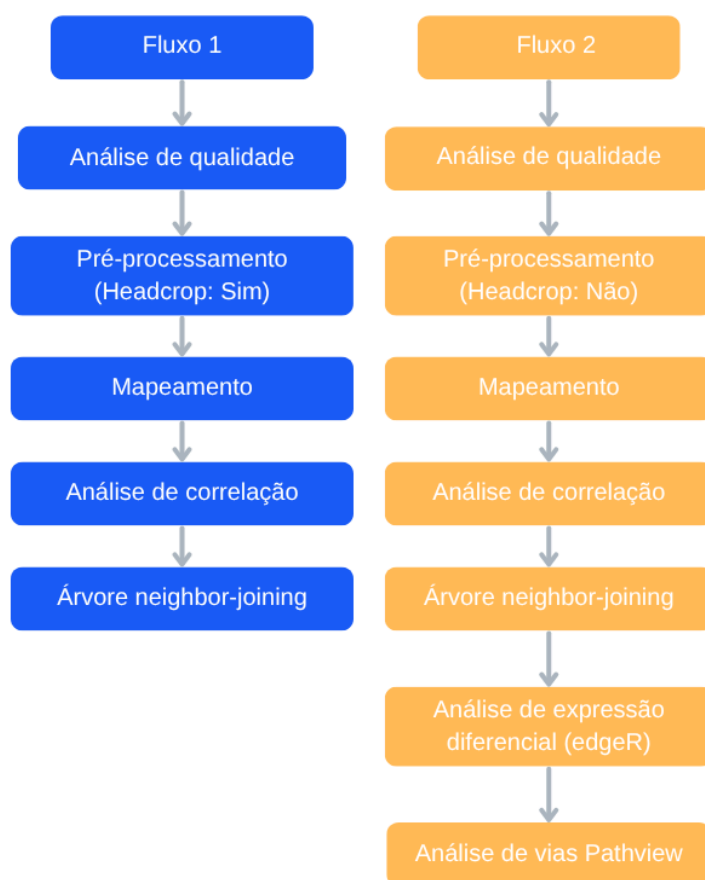 Fluxo 1
Análise de qualidade
Pré-processamento
(Headcrop: Sim)
Mapeamento
Análise de correlação
Árvore neighbor-joining
Fluxo 2
Análise de qualidade
Pré-processamento
(Headcrop: Não)
Mapeamento
Análise de correlação
Árvore neighbor-joining
Análise de expressão
diferencial (edgeR)
Análise de vias Pathview